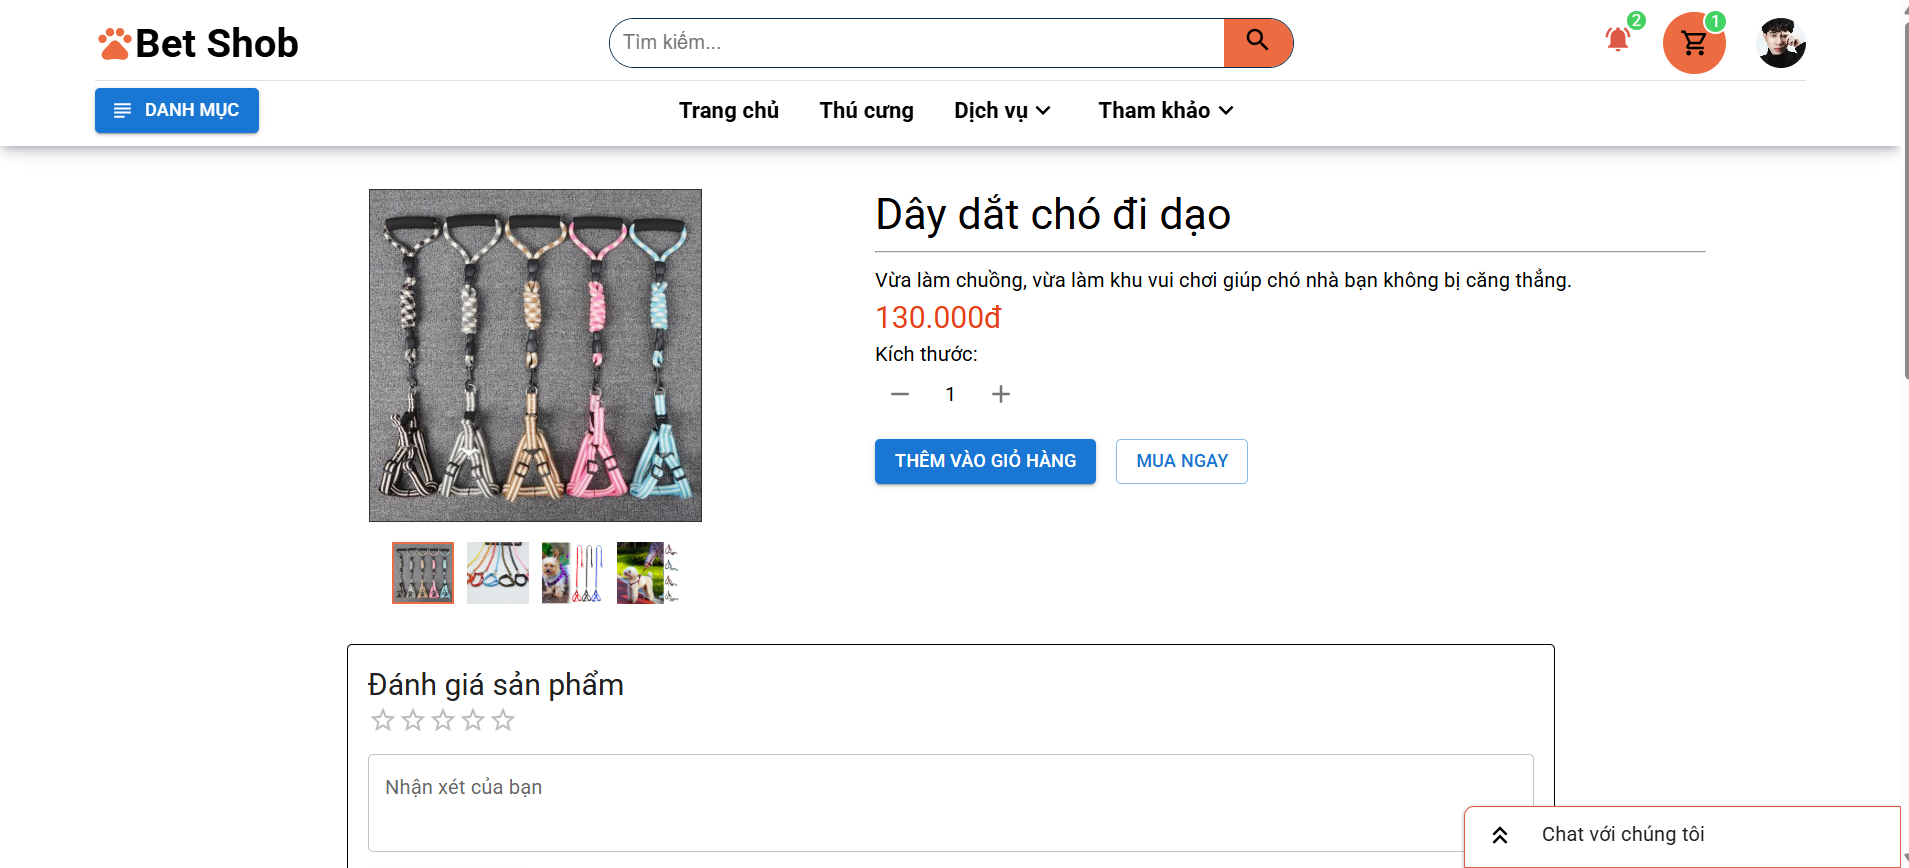 Bet Shob
Tìm kiếm...
2
1
DANH MỤC
Trang chủ
Thú cưng
Dịch vụ
Tham khảo
Dây dắt chó đi dạo
Vừa làm chuồng, vừa làm khu vui chơi giúp chó nhà bạn không bị căng thẳng.
130.000đ
Kích thước:
1
THÊM VÀO GIỎ HÀNG
MUA NGAY
Đánh giá sản phẩm
Nhận xét của bạn
Chat với chúng tôi